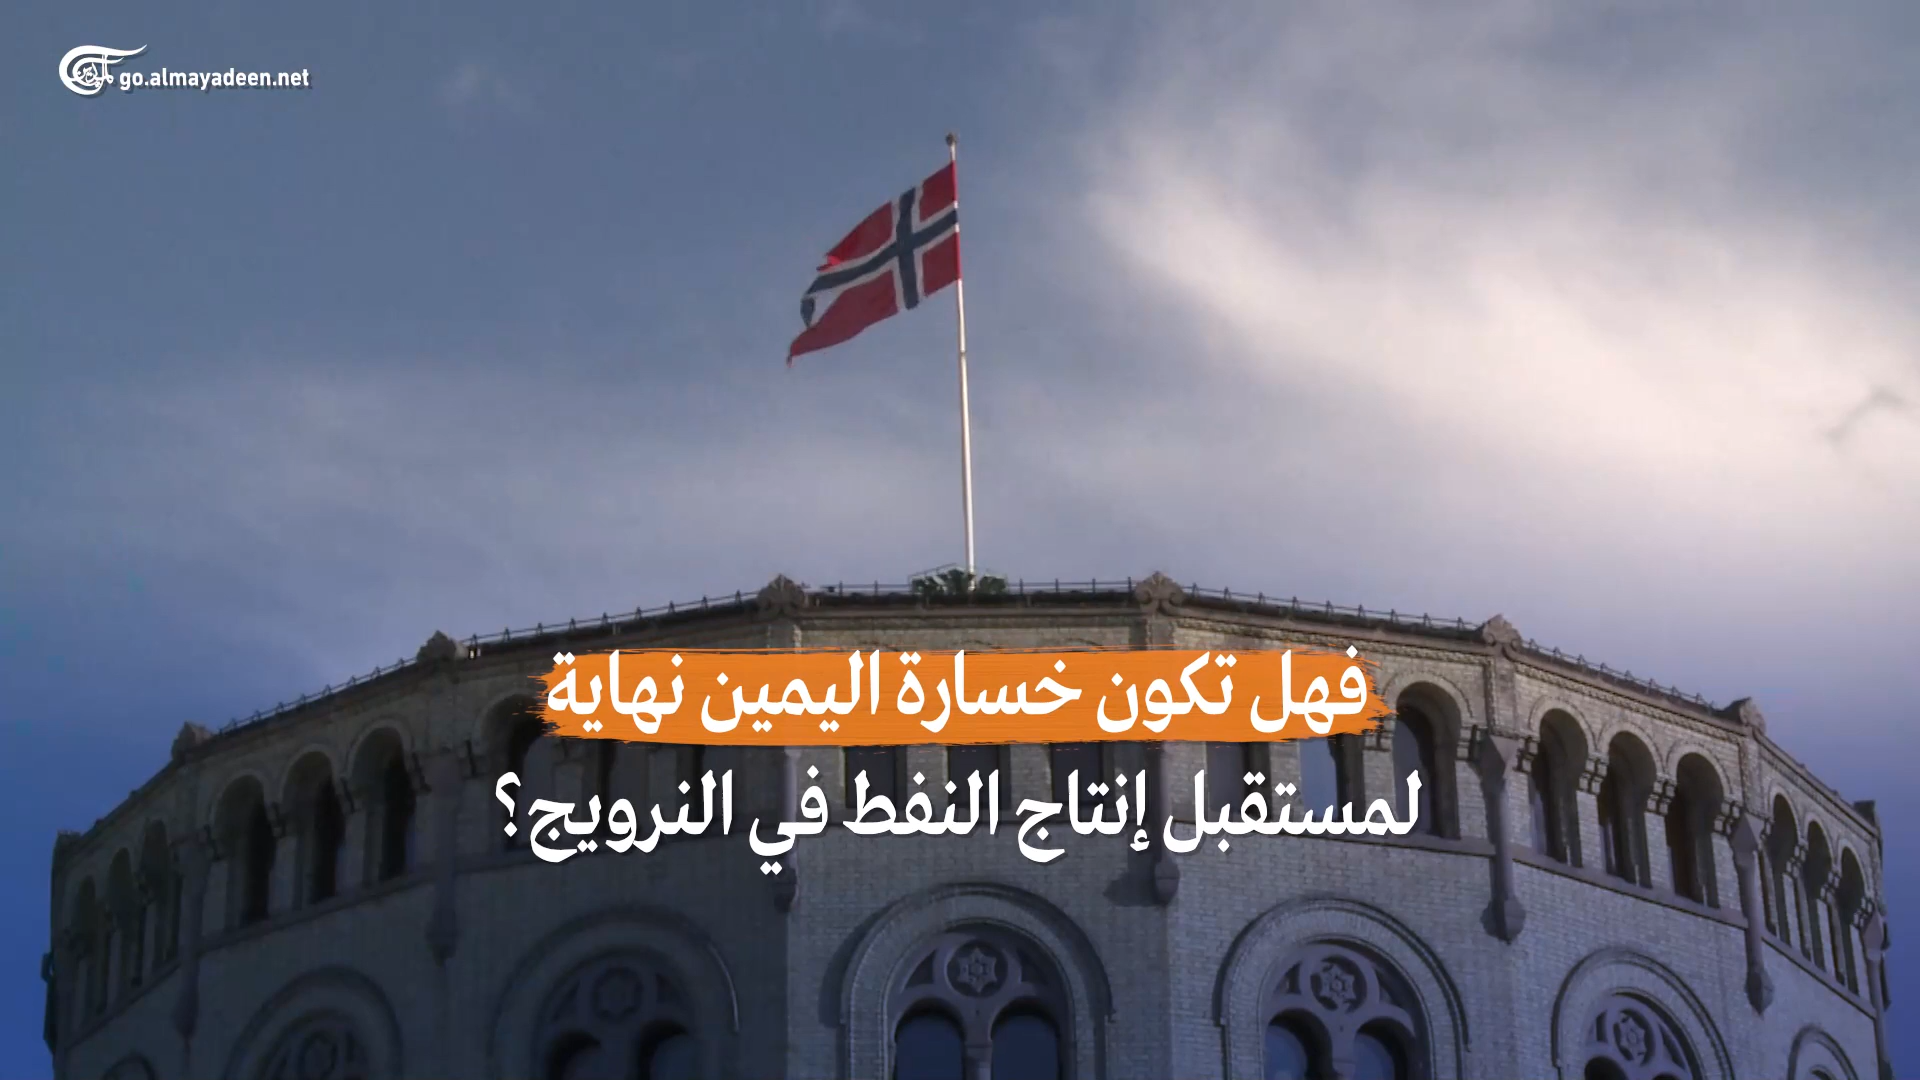 go.almayadeen.net
فهل تكون خسارة اليمين نهاية
لمستقبل إنتاج النفط في النرويج؟